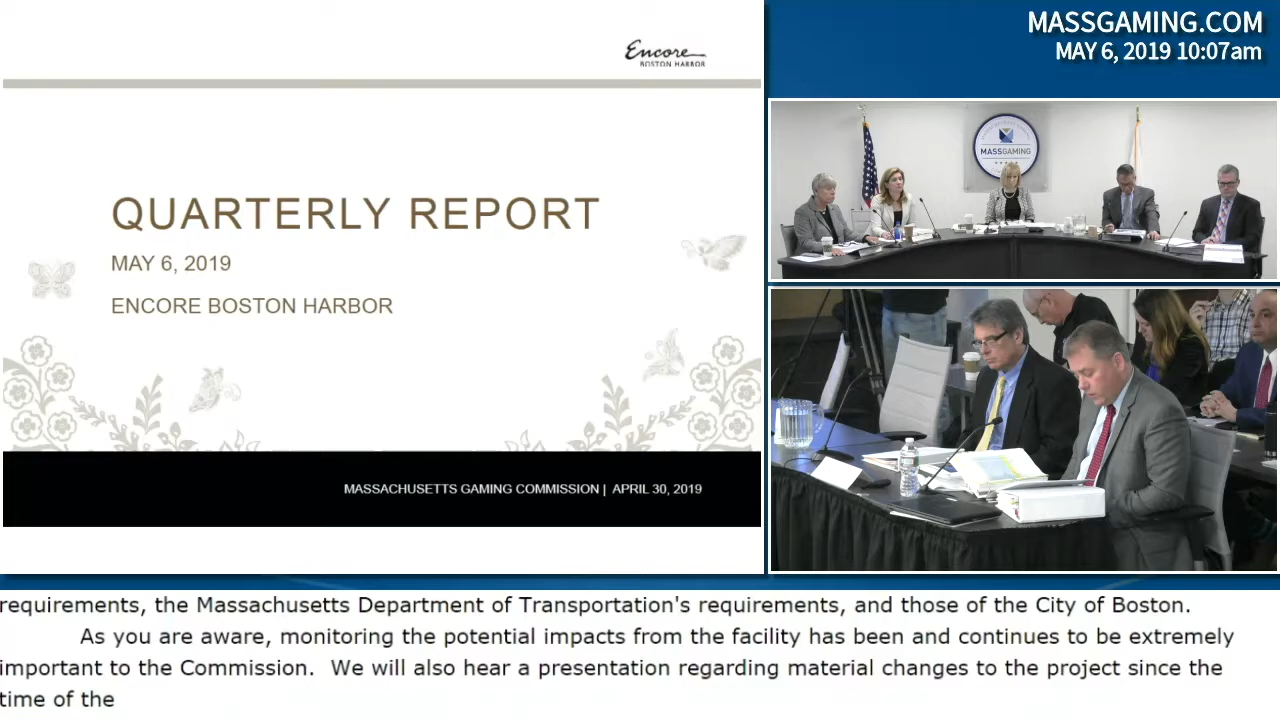 Encore
BOSTON HARBOR
QUARTERLY REPORT
MAY 6, 2019
ENCORE BOSTON HARBOR
MASSACHUSETTS GAMING COMMISSION | APRIL 30, 2019
MASSGAMING.COM
MAY 6, 2019 10:07am
MASSGAMING
requirements, the Massachusetts Department of Transportation's requirements, and those of the City of Boston.
As you are aware, monitoring the potential impacts from the facility has been and continues to be extremely
important to the Commission. We will also hear a presentation regarding material changes to the project since the
time of the